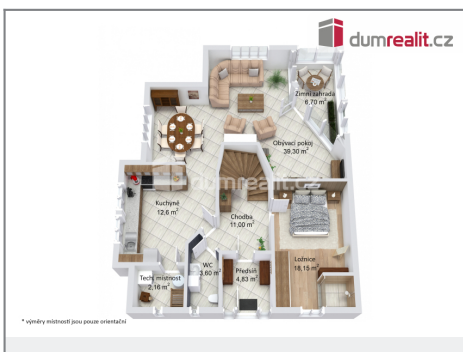 dumrealit.cz
Zimní zahrada
6,70 m²
Obývací pokoj
39,30 m²
dumrealit.cz
Kuchyně
12,6 m²
Chodba
11,00 m²
Ložnice
18,15 m²
WC
3,60 m²
Předsíň
4,83 m²
Tech. místnost
2,16 m²
* výměry místností jsou pouze orientační